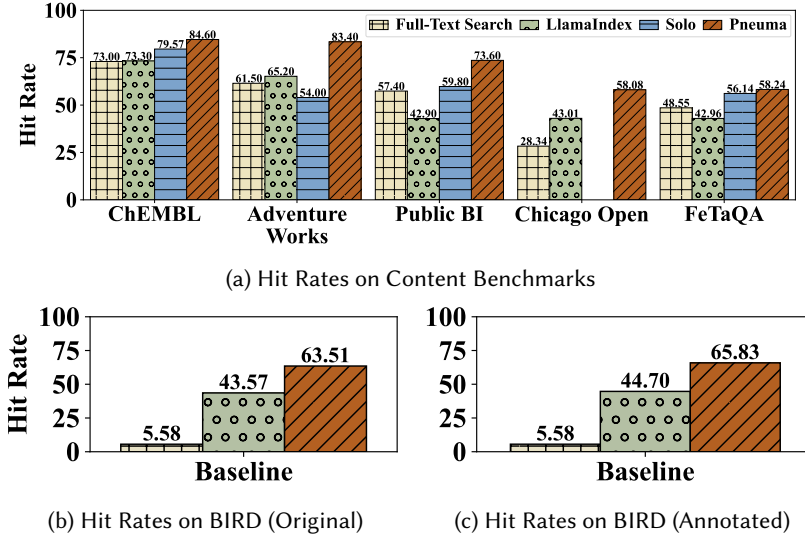 100
75
50
25
0
Hit Rate
Full-Text Search LlamaIndex Solo Pneuma
73.00 73.30 79.57 84.60
61.50 65.20 54.00 83.40
57.40 42.90 59.80 73.60
28.34 43.01 58.08
48.55 42.96 56.14 58.24
ChEMBL Adventure Works Public BI Chicago Open FeTaQA
(a) Hit Rates on Content Benchmarks
100
75
50
25
0
Hit Rate
5.58 43.57 63.51
Baseline
(b) Hit Rates on BIRD (Original)
100
75
50
25
0
5.58 44.70 65.83
Baseline
(c) Hit Rates on BIRD (Annotated)